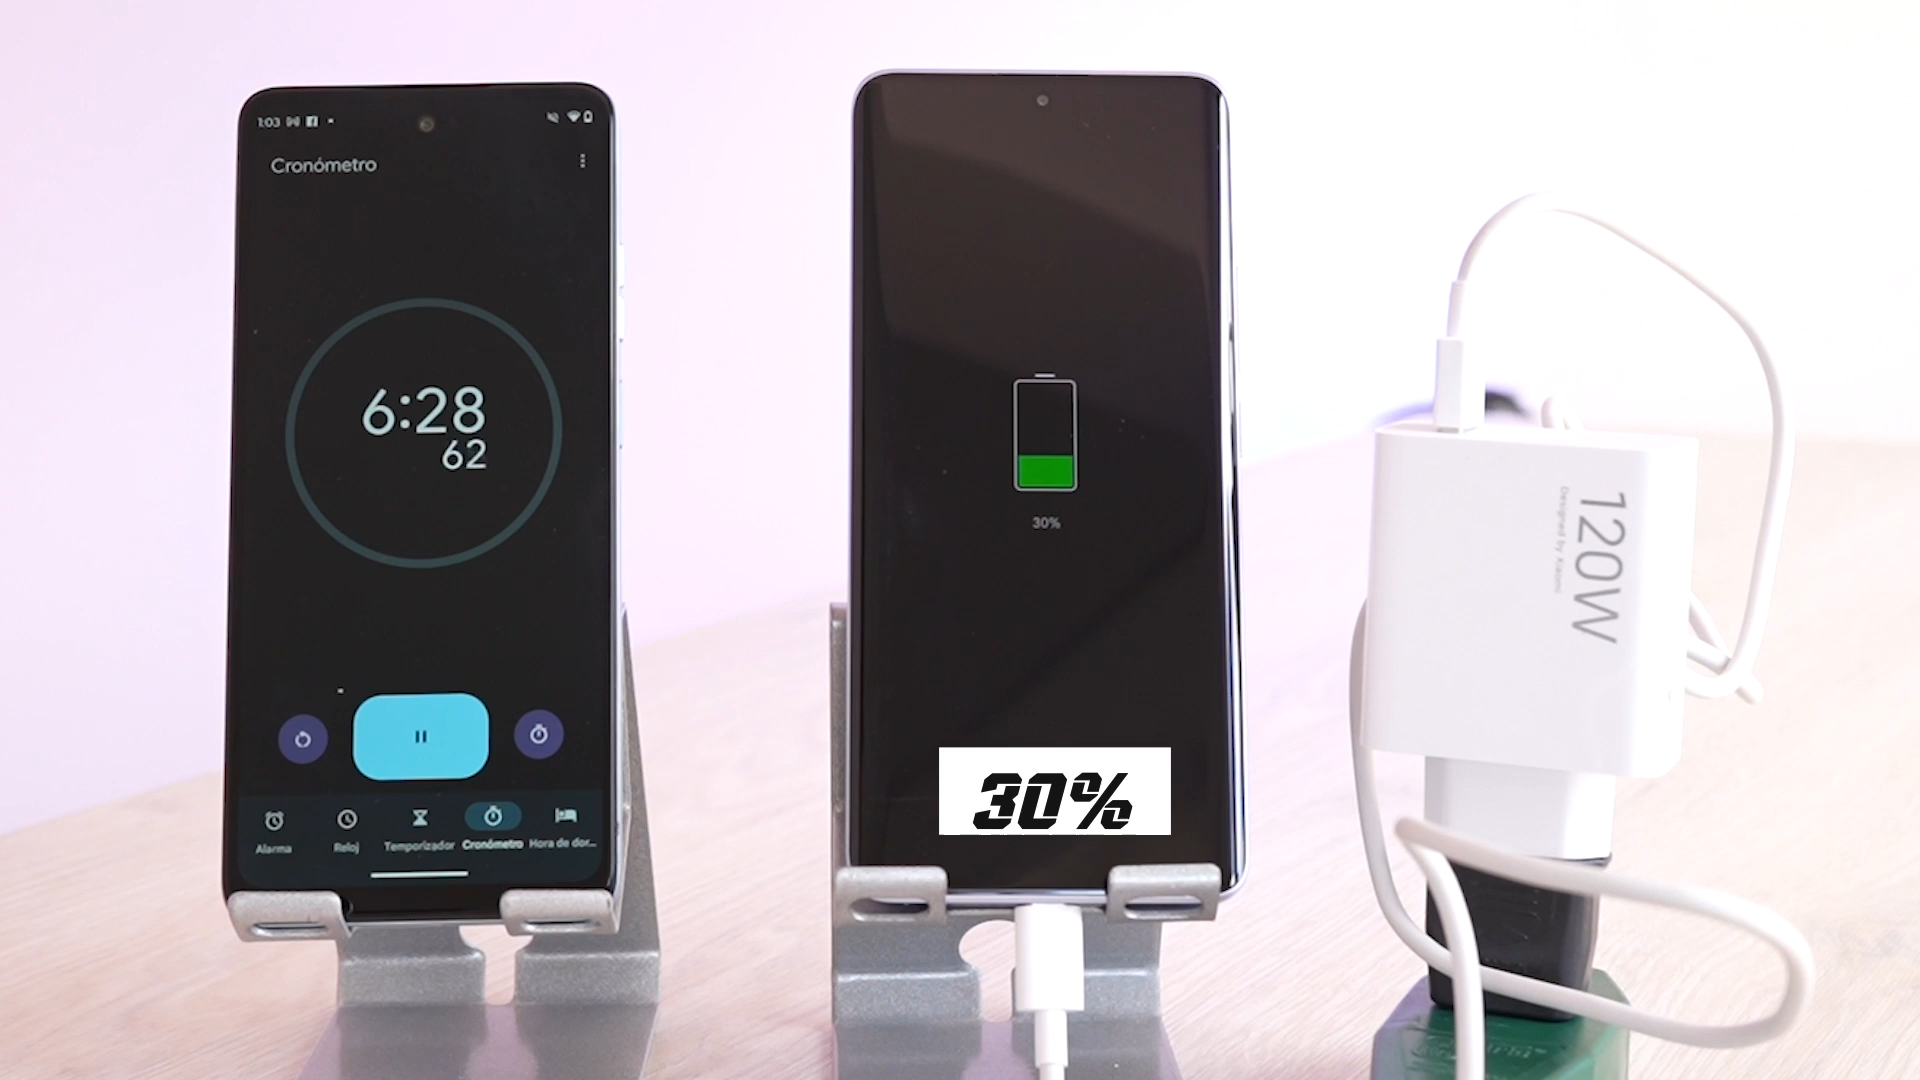 1:03
Cronómetro
6:28
62
Alarma
Reloj
Temporizador
Cronómetro
Hora de dor...
30%
30%
120W
Designed by Xiaomi